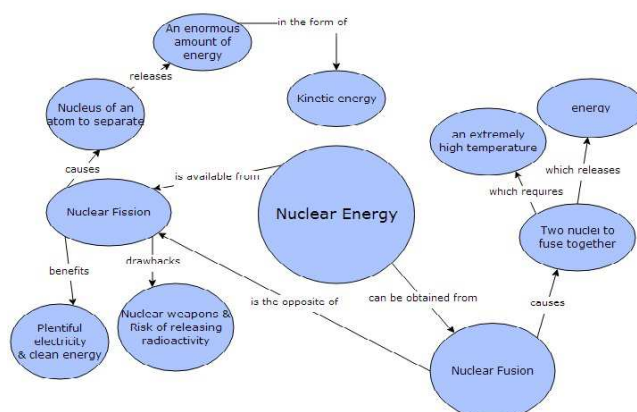 An enormous
amount of
energy
in the form of
releases
Kinetic energy
Nucleus of an
atom to separate
energy
an extremely
high temperature
causes
is available from
which releases
which requires
Nuclear Fission
Nuclear Energy
Two nuclei to
fuse together
benefits
drawbacks
is the opposite of
can be obtained from
causes
Plentiful
electricity
& clean energy
Nuclear weapons &
Risk of releasing
radioactivity
Nuclear Fusion